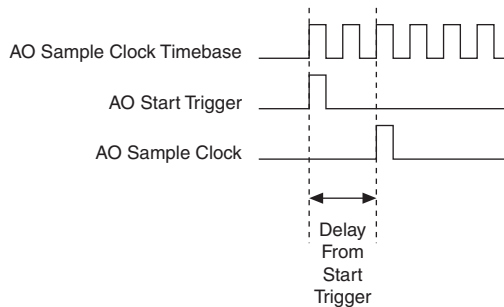 AO Sample Clock Timebase
AO Start Trigger
AO Sample Clock
Delay
From
Start
Trigger